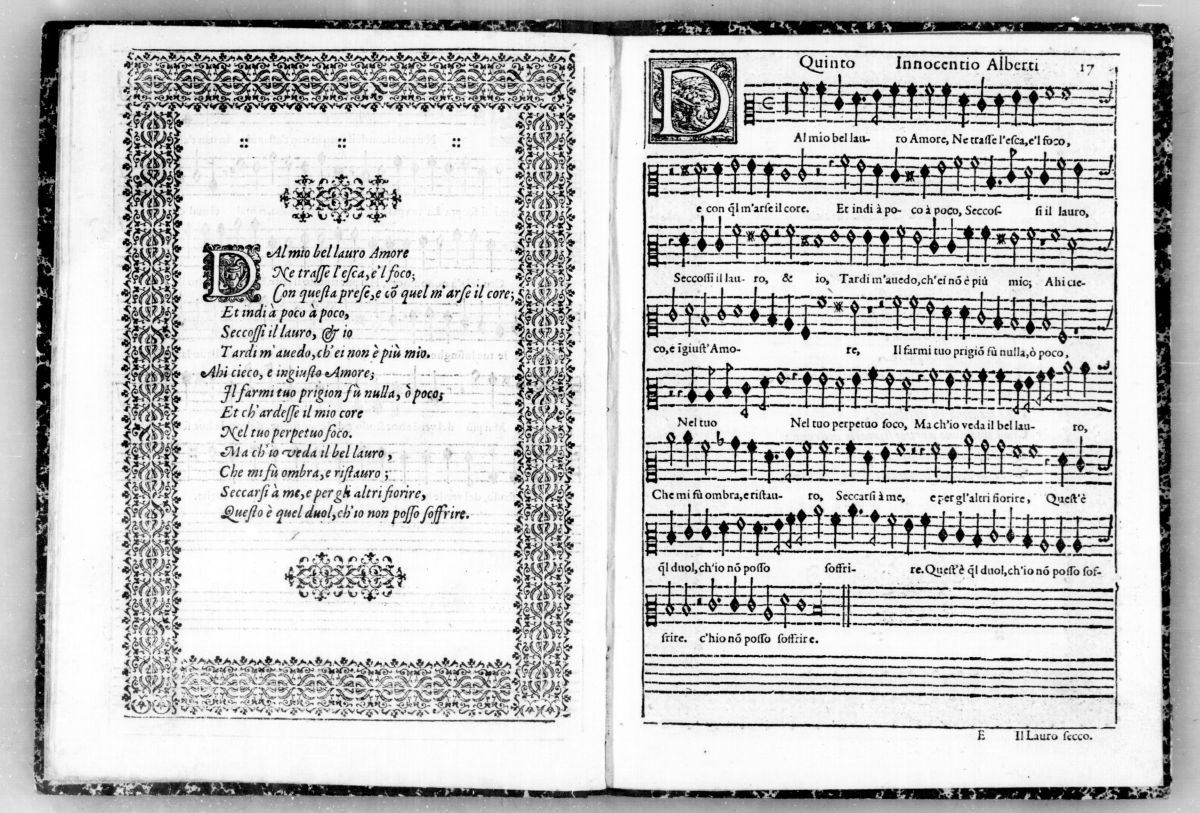 DAl mio bel lauro Amore
Ne trasse l'esca, e'l foco;
Con questa prese, e cō quel m'arse il core;
Et indi à poco à poco,
Seccossi il lauro, & io
Tardi m'auedo, ch'ei non è più mio.
Ahi cieco, e ingiusto Amore;
Il farmi tuo prigion fù nulla, ò poco;
Et ch'ardesse il mio core
Nel tuo perpetuo foco.
Ma ch'io veda il bel lauro,
Che mi fù ombra, e ristauro;
Seccarsi à me, e per gli altri fiorire,
Questo è quel duol, ch'io non posso soffrire.
Quinto Innocentio Alberti 17
DAl mio bel lau- ro Amore, Ne trasse l'esca, e'l foco,
e con q̄l m'arse il core. Et indi à po- co à poco, Seccos- si il lauro,
Seccossi il lau- ro, & io, Tardi m'auedo, ch'ei nō è più mio; Ahi cie-
co, e īgiust'Amo- re, Il farmi tuo prigiō fù nulla, ò poco,
Nel tuo Nel tuo perpetuo foco, Ma ch'io veda il bel lau- ro,
Che mi fù ombra, e ristau- ro, Seccarsi à me, e per gl'altri fiorire, Quest'è
q̄l duol, ch'io nō posso soffri- re. Quest'è q̄l duol, ch'io nō posso sof-
frire. c'hio nō posso soffrire.
E Il Lauro secco.